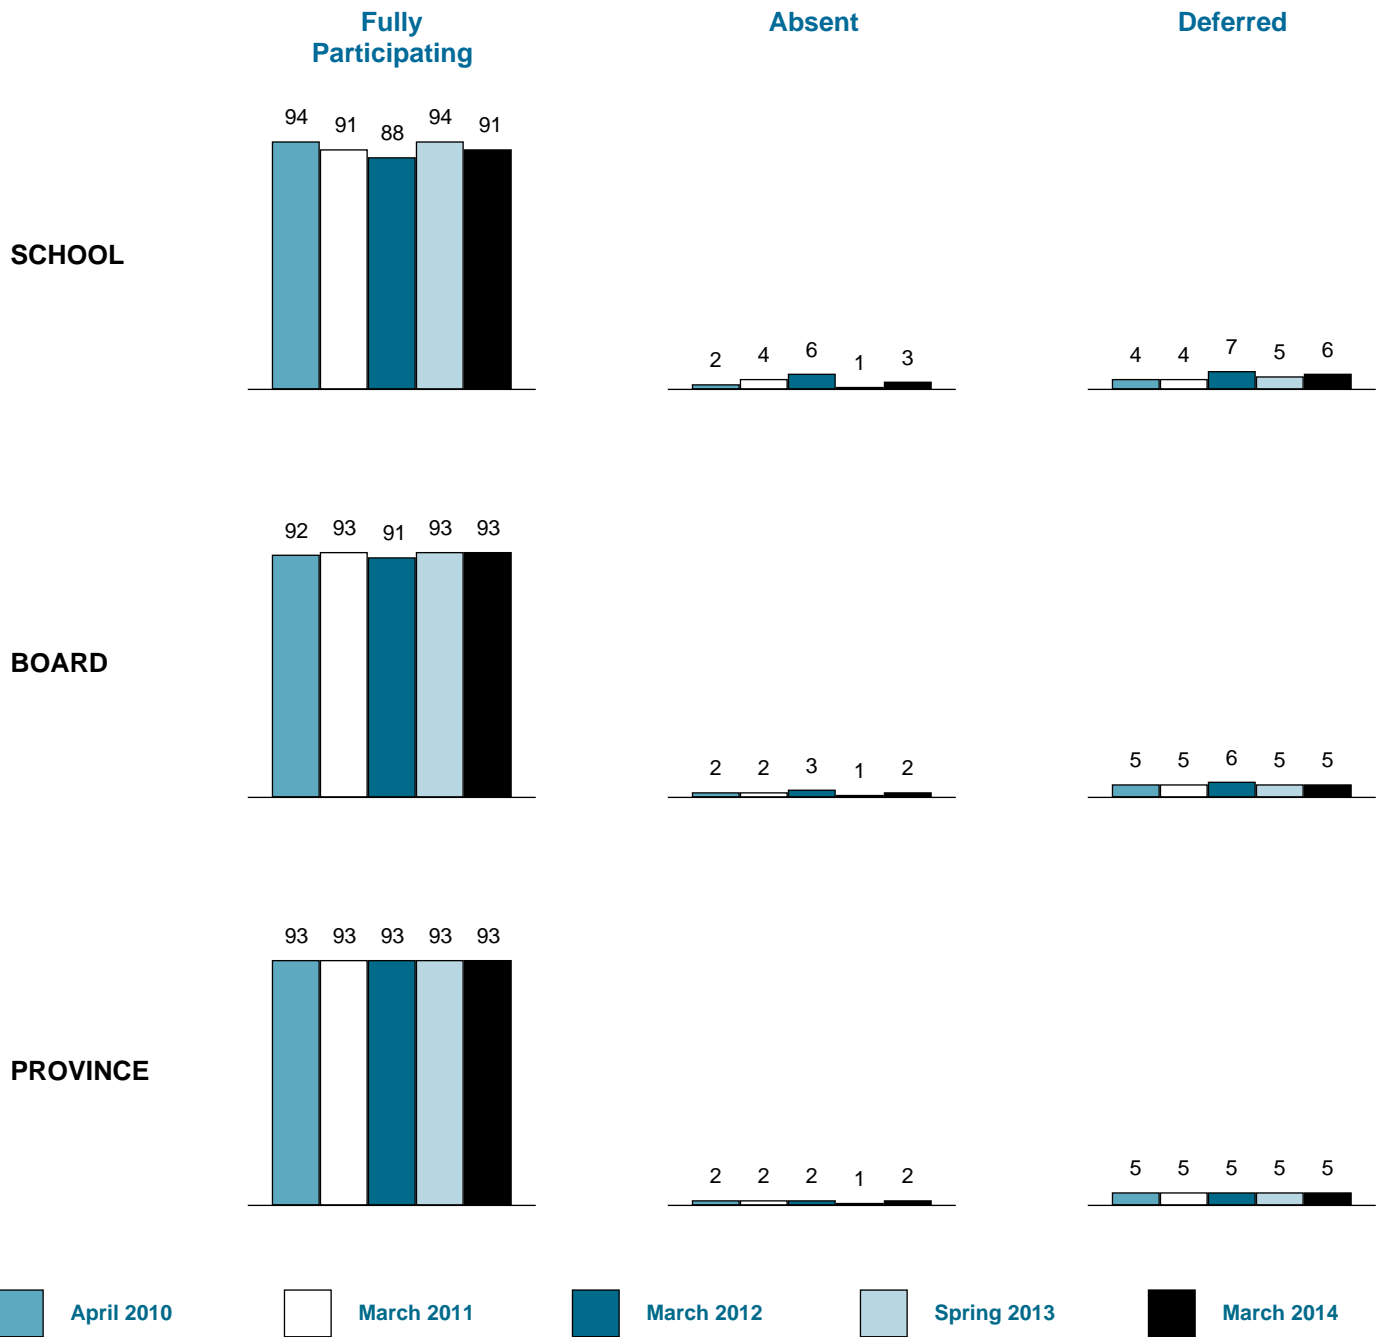 Fully
Participating
Absent
Deferred
94 91 88 94 91
2 4 6 1 3
4 4 7 5 6
SCHOOL
92 93 91 93 93
2 2 3 1 2
5 5 6 5 5
BOARD
93 93 93 93 93
2 2 2 1 2
5 5 5 5 5
PROVINCE
April 2010
March 2011
March 2012
Spring 2013
March 2014